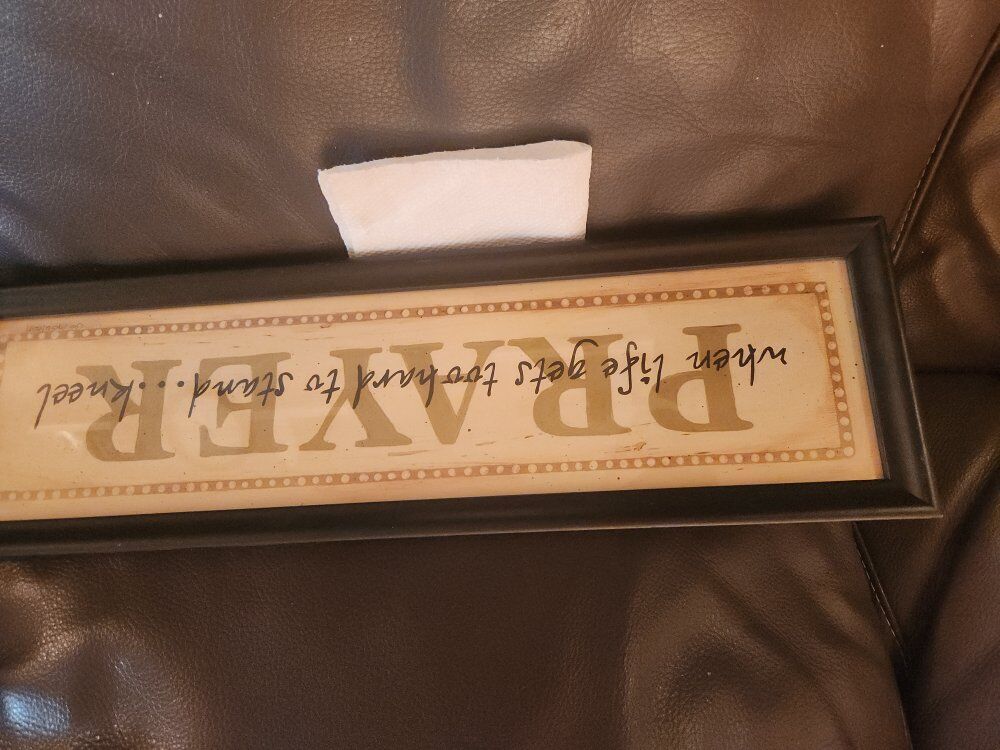 PRAYER
when life gets too hard to stand...kneel